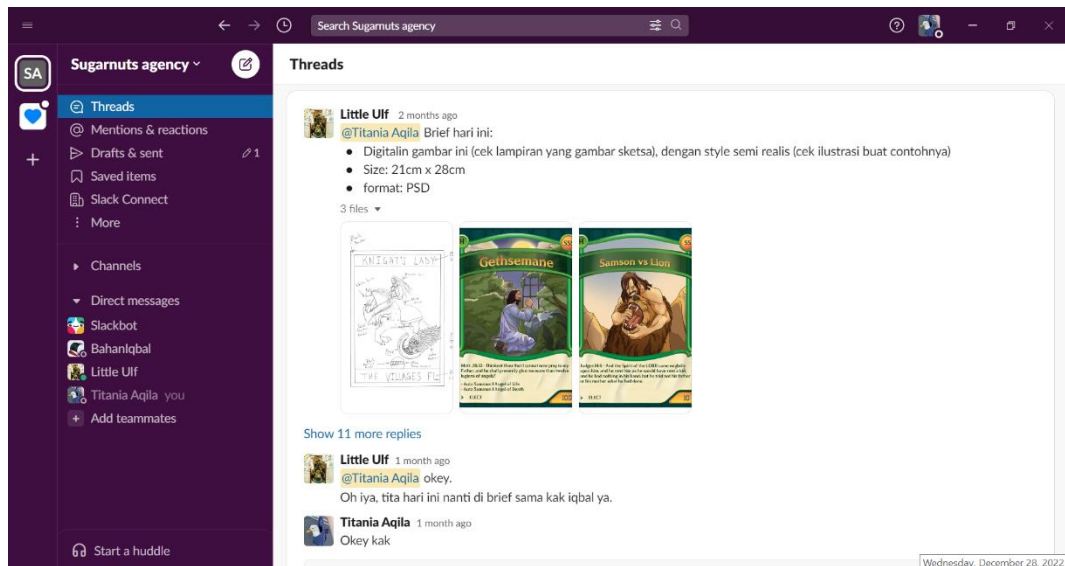 Search Sugarnuts agency
SA
Sugarnuts agency
Threads
Mentions & reactions
Drafts & sent 1
Saved items
Slack Connect
More
Channels
Direct messages
Slackbot
BahanIqbal
Little Ulf
Titania Aqila you
Add teammates
Start a huddle
Threads
Little Ulf 2 months ago
@Titania Aqila Brief hari ini:
Digitalin gambar ini (cek lampiran yang gambar sketsa), dengan style semi realis (cek ilustrasi buat contohnya)
Size: 21cm x 28cm
format: PSD
3 files
KNIGHT'S LADY
THE VILLAGES
Gethsemane
Samson vs Lion
Show 11 more replies
Little Ulf 1 month ago
@Titania Aqila okey.
Oh iya, tita hari ini nanti di brief sama kak iqbal ya.
Titania Aqila 1 month ago
Okey kak
Wednesday, December 28, 2022